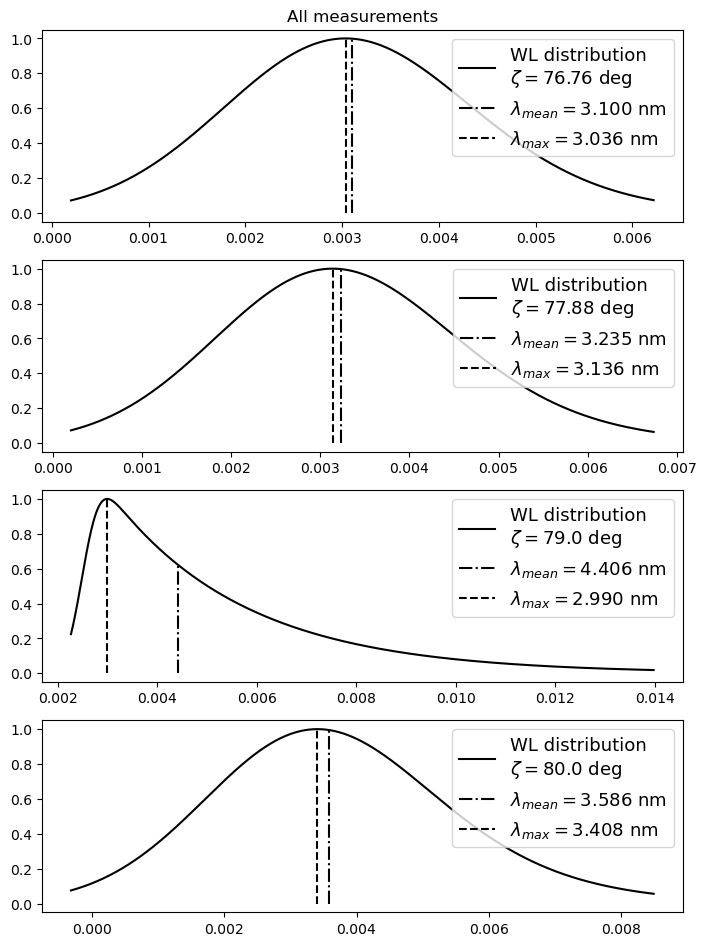 All measurements
1.0
0.8
0.6
0.4
0.2
0.0
WL distribution
ζ = 76.76 deg
λmean = 3.100 nm
λmax = 3.036 nm
0.000 0.001 0.002 0.003 0.004 0.005 0.006
1.0
0.8
0.6
0.4
0.2
0.0
WL distribution
ζ = 77.88 deg
λmean = 3.235 nm
λmax = 3.136 nm
0.000 0.001 0.002 0.003 0.004 0.005 0.006 0.007
1.0
0.8
0.6
0.4
0.2
0.0
WL distribution
ζ = 79.0 deg
λmean = 4.406 nm
λmax = 2.990 nm
0.002 0.004 0.006 0.008 0.010 0.012 0.014
1.0
0.8
0.6
0.4
0.2
0.0
WL distribution
ζ = 80.0 deg
λmean = 3.586 nm
λmax = 3.408 nm
0.000 0.002 0.004 0.006 0.008